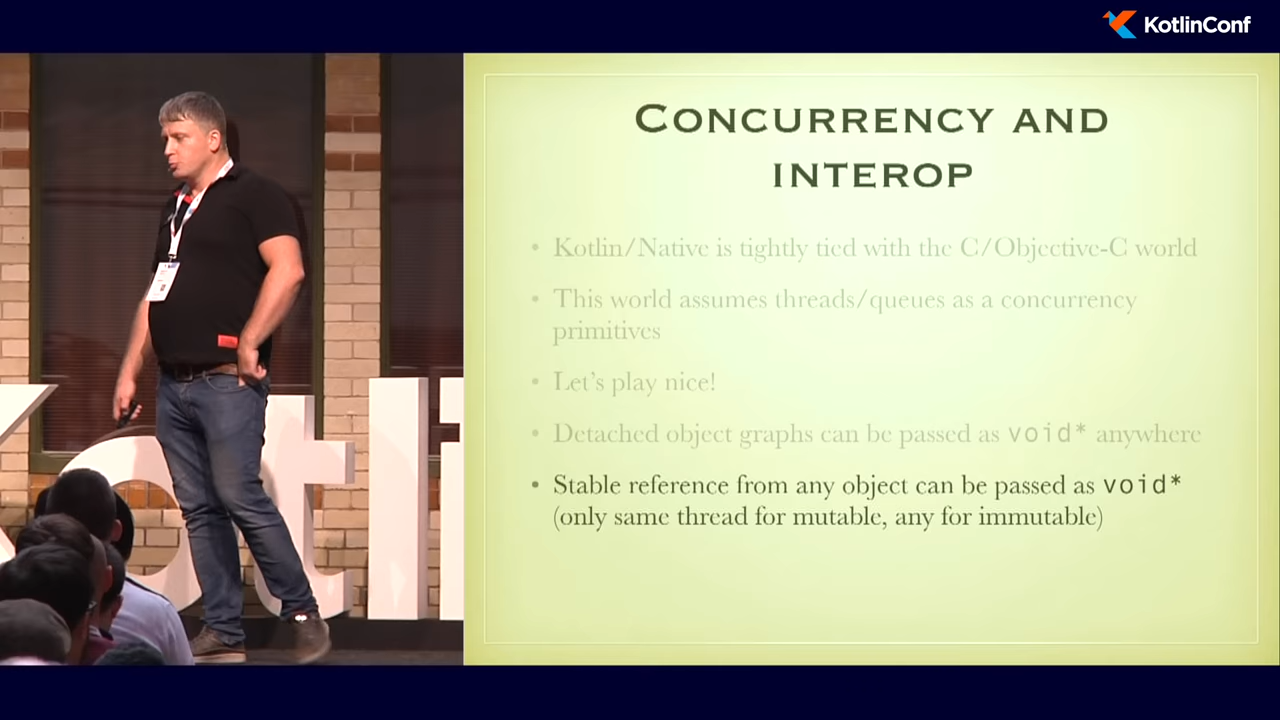 KotlinConf
CONCURRENCY AND
INTEROP
• Kotlin/Native is tightly tied with the C/Objective-C world
• This world assumes threads/queues as a concurrency
primitives
• Let's play nice!
• Detached object graphs can be passed as void* anywhere
• Stable reference from any object can be passed as void*
(only same thread for mutable, any for immutable)